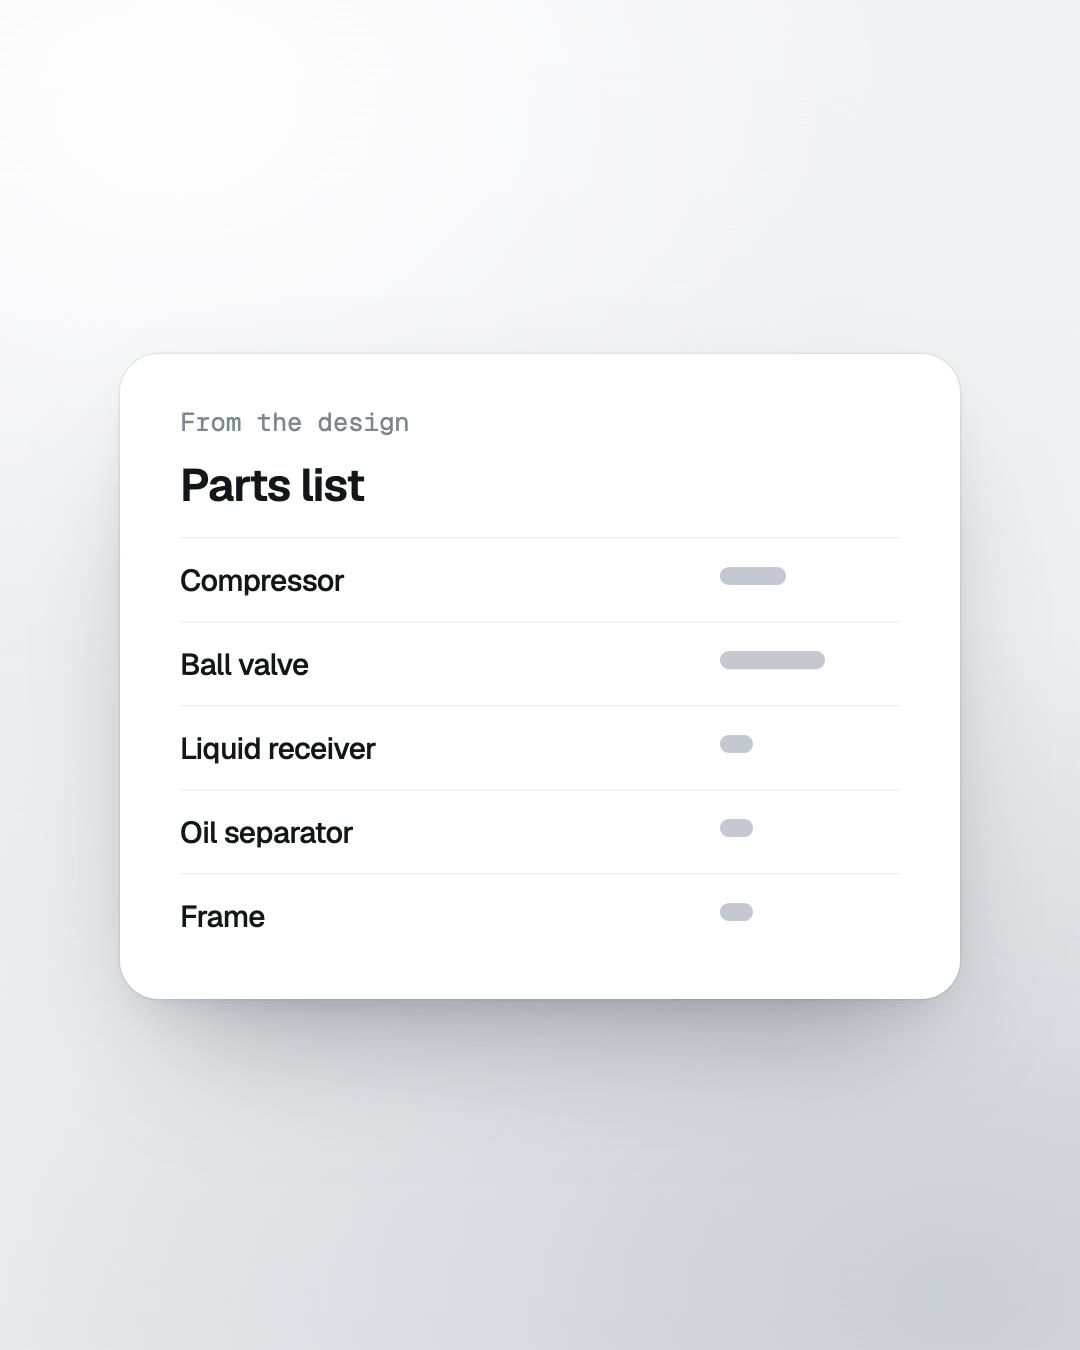 From the design
Parts list
Compressor
Ball valve
Liquid receiver
Oil separator
Frame